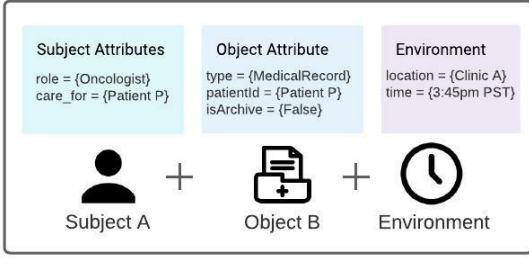 Subject Attributes
role = {Oncologist}
care_for = {Patient P}
Object Attribute
type = {MedicalRecord}
patientId = {Patient P}
isArchive = {False}
Environment
location = {Clinic A}
time = {3:45pm PST}
Subject A
Object B
Environment